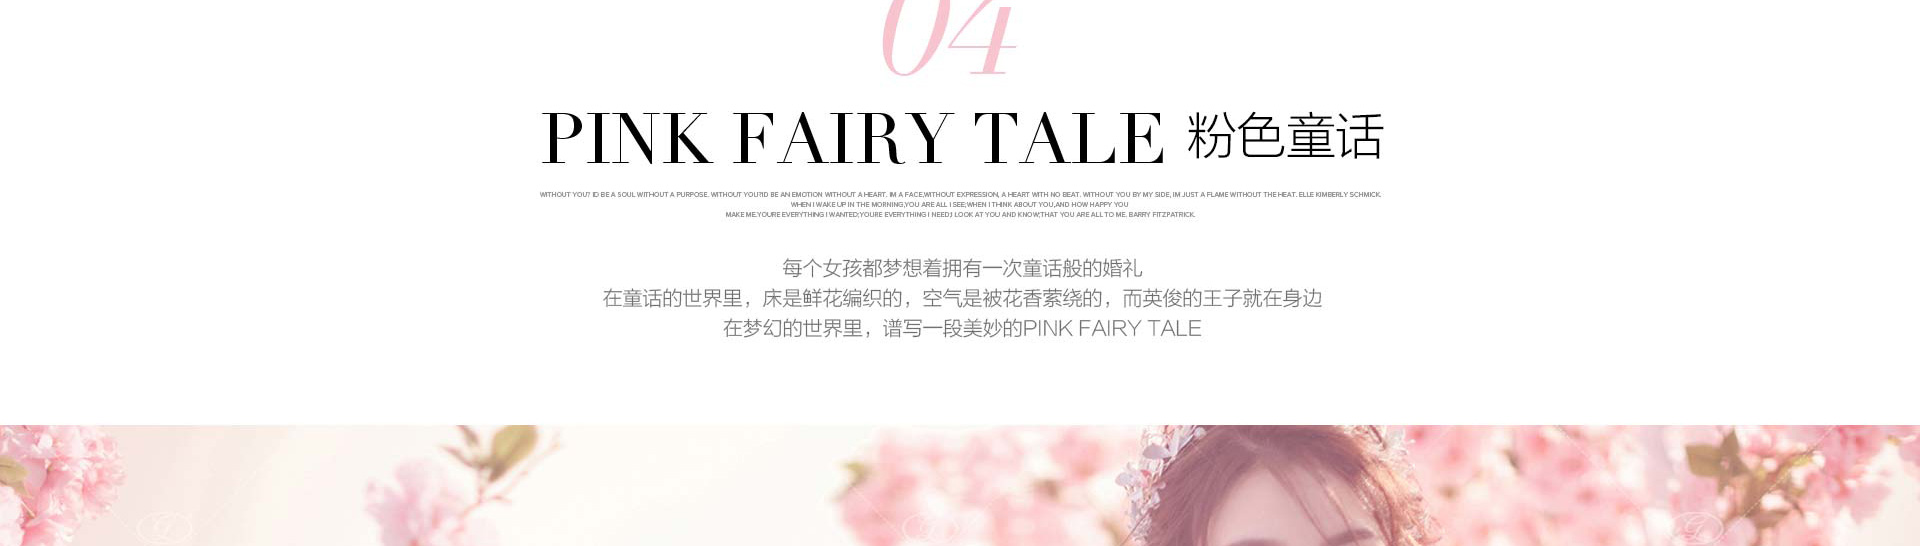 04
PINK FAIRY TALE 粉色童话
WITHOUT YOU? ID BE A SOUL WITHOUT A PURPOSE. WITHOUT YOU?ID BE AN EMOTION WITHOUT A HEART, IM A FACE,WITHOUT EXPRESSION, A HEART WITH NO BEAT. WITHOUT YOU BY MY SIDE, IM JUST A FLAME WITHOUT THE HEAT. ELLE KIMBERLY SCHMICK.
WHEN I WAKE UP IN THE MORNING,YOU ARE ALL I SEE;WHEN I THINK ABOUT YOU,AND HOW HAPPY YOU
MAKE ME.YOURE EVERYTHING I WANTED;YOURE EVERYTHING I NEED;I LOOK AT YOU AND KNOW;THAT YOU ARE ALL TO ME. BARRY FITZPATRICK.
每个女孩都梦想着拥有一次童话般的婚礼
在童话的世界里，床是鲜花编织的，空气是被花香萦绕的，而英俊的王子就在身边
在梦幻的世界里，谱写一段美妙的PINK FAIRY TALE